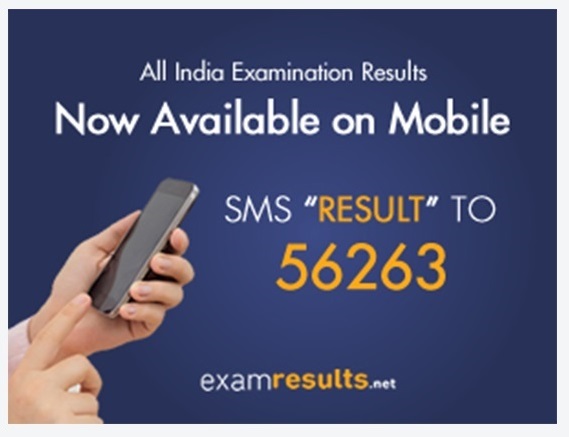 All India Examination Results
Now Available on Mobile
SMS "RESULT" TO
56263
examresults.net